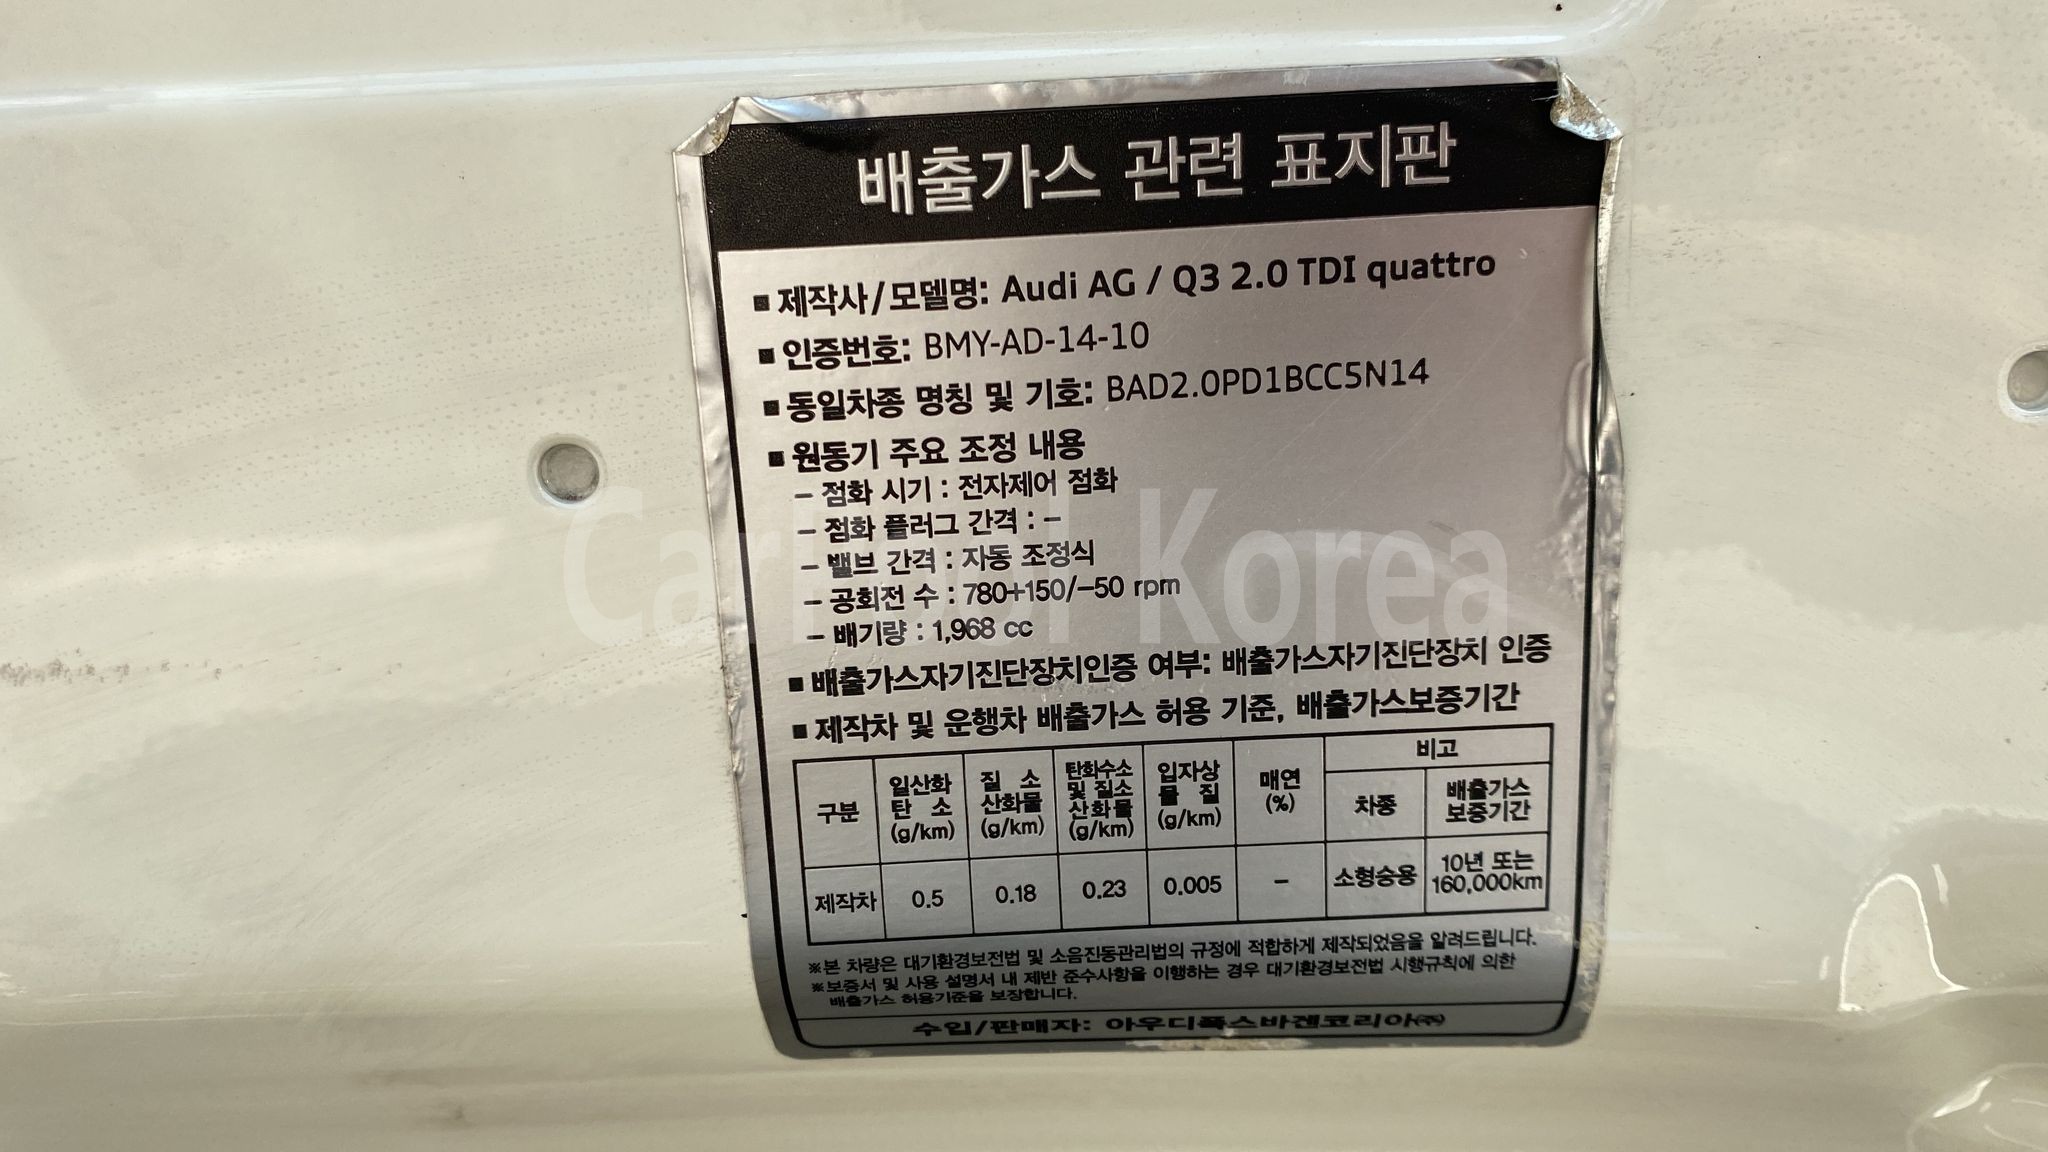 배출가스 관련 표지판
■ 제작사/모델명: Audi AG / Q3 2.0 TDI quattro
■ 인증번호: BMY-AD-14-10
■ 동일차종 명칭 및 기호: BAD2.0PD1BCC5N14
■ 원동기 주요 조정 내용
– 점화 시기 : 전자제어 점화
– 점화 플러그 간격 : –
– 밸브 간격 : 자동 조정식
– 공회전 수 : 780+150/–50 rpm
– 배기량 : 1,968 cc
Korea
■ 배출가스자기진단장치인증 여부: 배출가스자기진단장치 인증
■ 제작차 및 운행차 배출가스 허용 기준, 배출가스보증기간
구분 일산화탄소 (g/km) 질소산화물 (g/km) 탄화수소 및 질소산화물 (g/km) 입자상물질 (g/km) 매연 (%) 비고
차종 배출가스 보증기간
제작차 0.5 0.18 0.23 0.005 – 소형승용 10년 또는 160,000km
※본 차량은 대기환경보전법 및 소음진동관리법의 규정에 적합하게 제작되었음을 알려드립니다.
※보증서 및 사용 설명서 내 제반 준수사항을 이행하는 경우 대기환경보전법 시행규칙에 의한
배출가스 허용기준을 보장합니다.
수입/판매자: 아우디폭스바겐코리아㈜